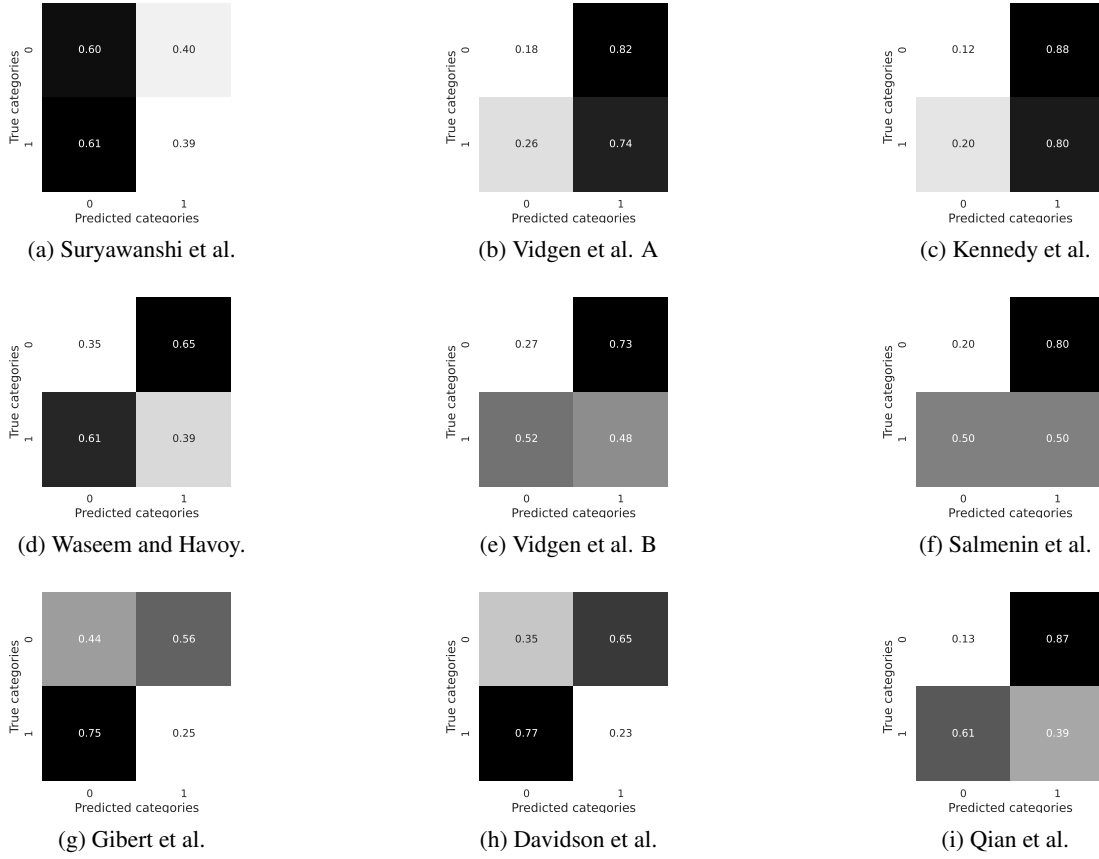 True categories
0
0.60
0.40
1
0.61
0.39
0
1
Predicted categories
(a) Suryawanshi et al.
True categories
0
0.18
0.82
1
0.26
0.74
0
1
Predicted categories
(b) Vidgen et al. A
True categories
0
0.12
0.88
1
0.20
0.80
0
1
Predicted categories
(c) Kennedy et al.
True categories
0
0.35
0.65
1
0.61
0.39
0
1
Predicted categories
(d) Waseem and Havoy.
True categories
0
0.27
0.73
1
0.52
0.48
0
1
Predicted categories
(e) Vidgen et al. B
True categories
0
0.20
0.80
1
0.50
0.50
0
1
Predicted categories
(f) Salmenin et al.
True categories
0
0.44
0.56
1
0.75
0.25
0
1
Predicted categories
(g) Gibert et al.
True categories
0
0.35
0.65
1
0.77
0.23
0
1
Predicted categories
(h) Davidson et al.
True categories
0
0.13
0.87
1
0.61
0.39
0
1
Predicted categories
(i) Qian et al.